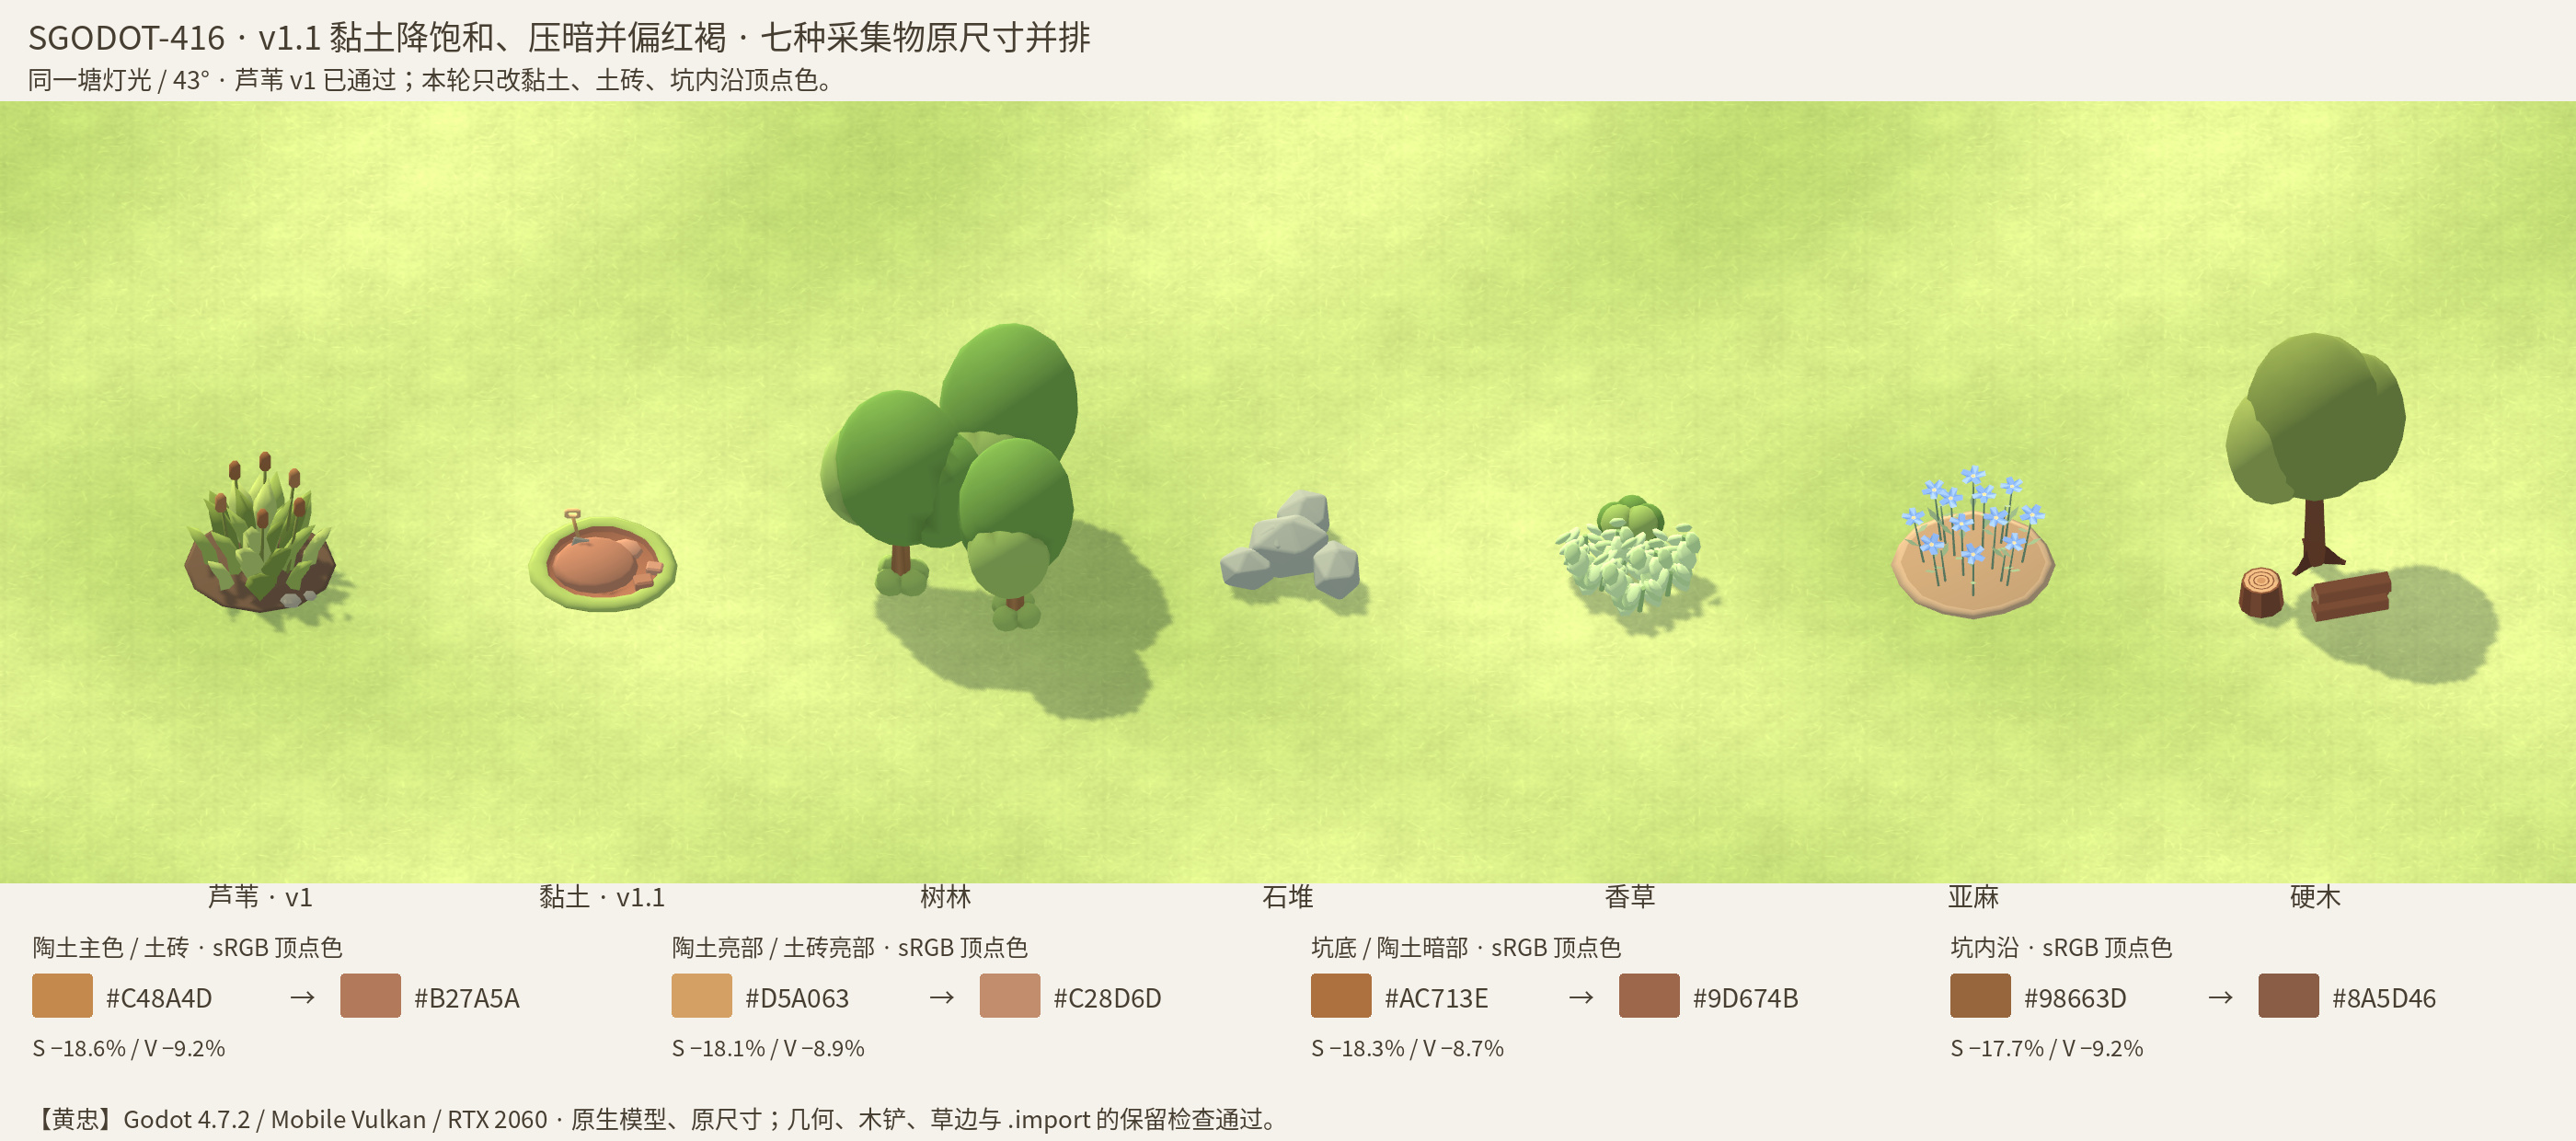 SGODOT-416 · v1.1 黏土降饱和、压暗并偏红褐 · 七种采集物原尺寸并排
同一塘灯光 / 43° · 芦苇 v1 已通过；本轮只改黏土、土砖、坑内沿顶点色。
芦苇 · v1
黏土 · v1.1
树林
石堆
香草
亚麻
硬木
陶土主色 / 土砖 · sRGB 顶点色
#C48A4D → #B27A5A
S −18.6% / V −9.2%
陶土亮部 / 土砖亮部 · sRGB 顶点色
#D5A063 → #C28D6D
S −18.1% / V −8.9%
坑底 / 陶土暗部 · sRGB 顶点色
#AC713E → #9D674B
S −18.3% / V −8.7%
坑内沿 · sRGB 顶点色
#98663D → #8A5D46
S −17.7% / V −9.2%
【黄忠】Godot 4.7.2 / Mobile Vulkan / RTX 2060 · 原生模型、原尺寸；几何、木铲、草边与 .import 的保留检查通过。